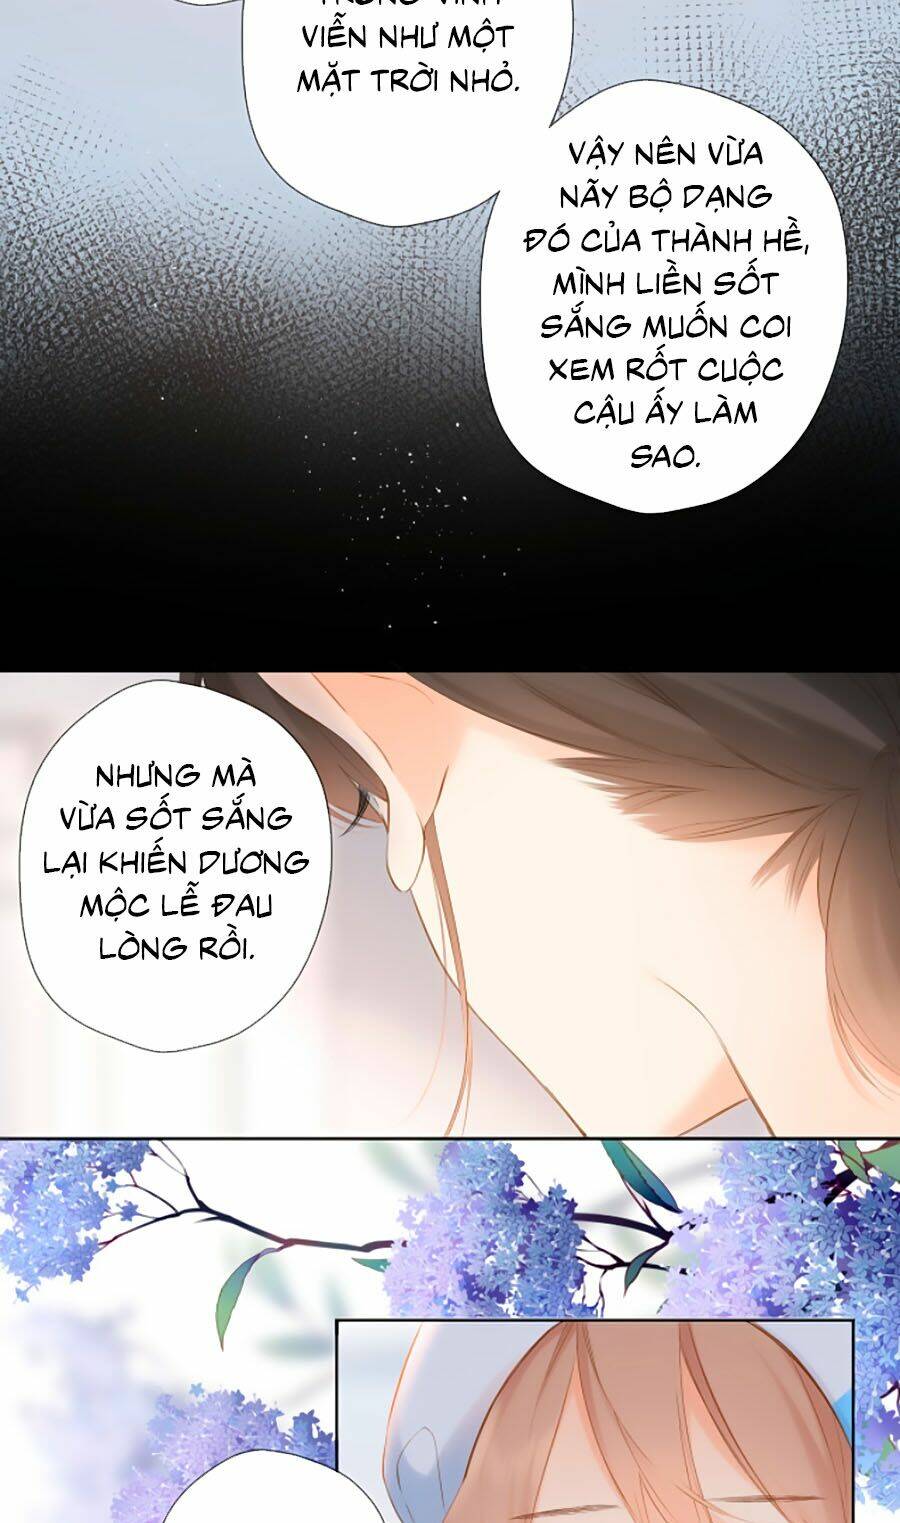 TRONG VĨNH
VIỄN NHƯ MỘT
MẶT TRỜI NHỎ.
VẬY NÊN VỪA
NÃY BỘ DẠNG
ĐÓ CỦA THÀNH HỀ,
MÌNH LIỀN SỐT
SẮNG MUỐN COI
XEM RỐT CUỘC
CẬU ẤY LÀM
SAO.
NHƯNG MÀ
VỪA SỐT SẮNG
LẠI KHIẾN DƯƠNG
MỘC LỄ ĐAU
LÒNG RỒI.